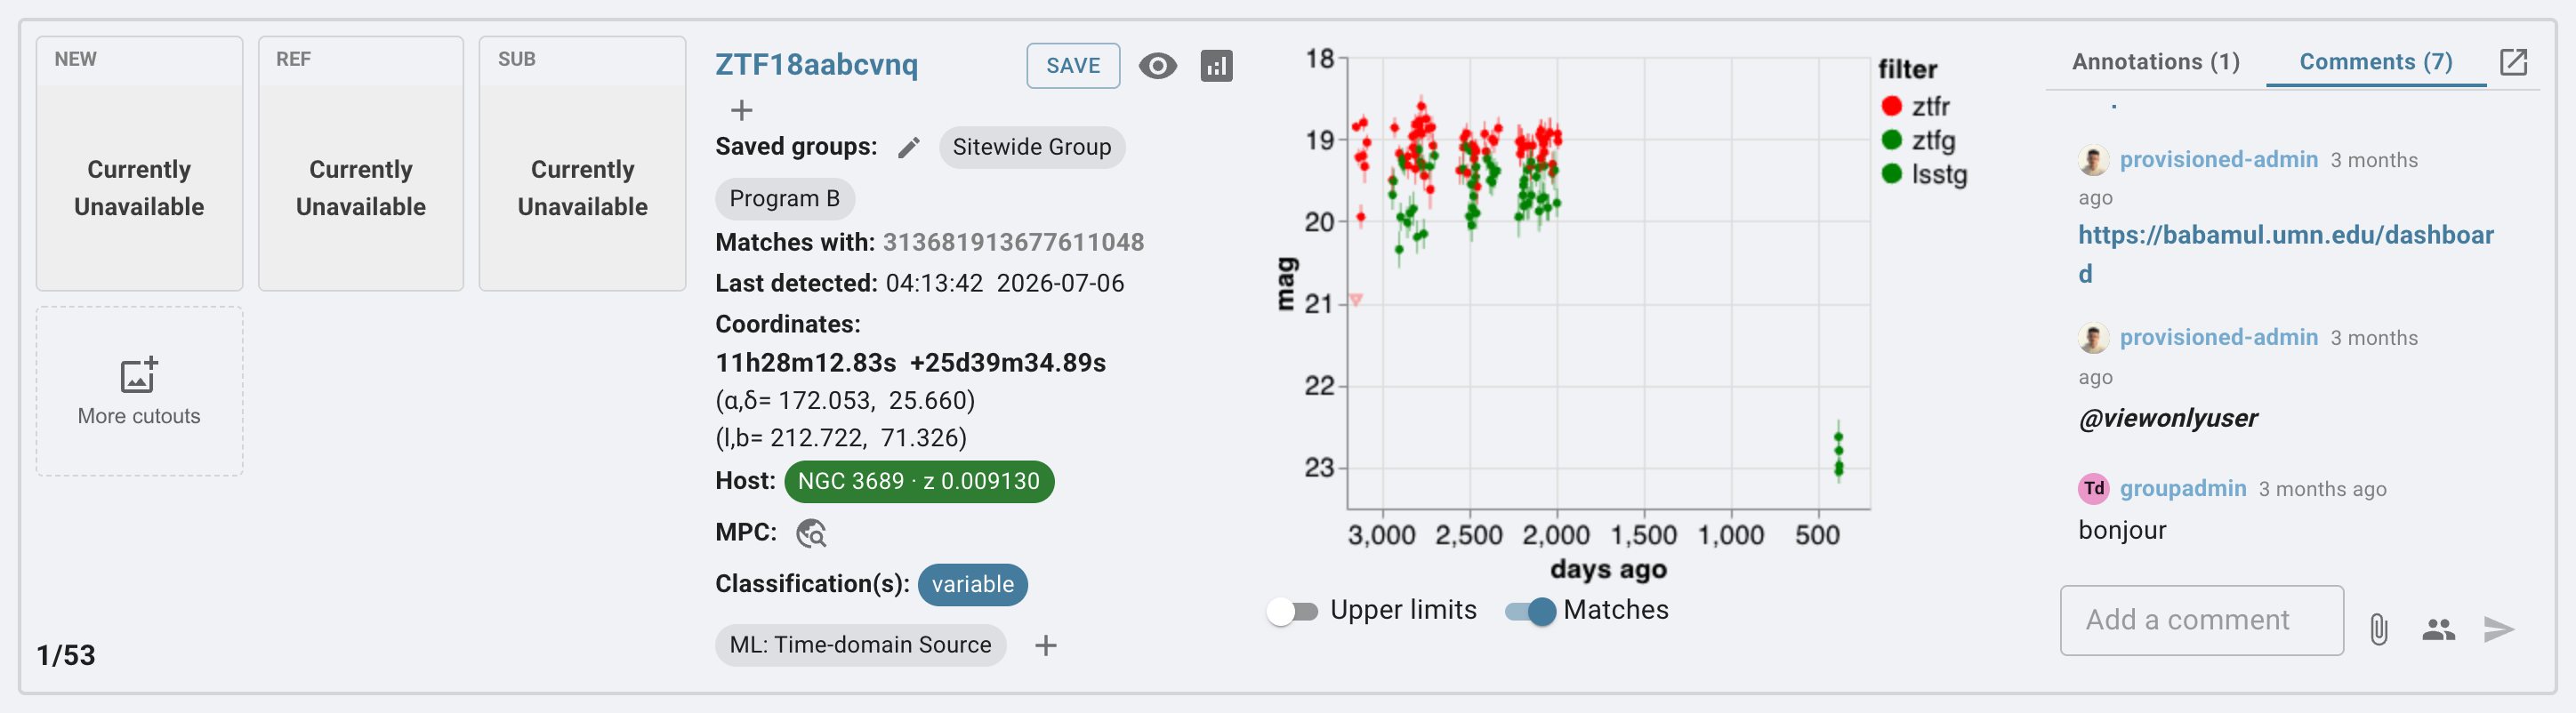 NEW
REF
SUB
Currently
Unavailable
Currently
Unavailable
Currently
Unavailable
More cutouts
1/53
ZTF18aabcvnq
SAVE
+
Saved groups:
Sitewide Group
Program B
Matches with: 313681913677611048
Last detected: 04:13:42 2026-07-06
Coordinates:
11h28m12.83s +25d39m34.89s
(α,δ= 172.053, 25.660)
(l,b= 212.722, 71.326)
Host: NGC 3689 · z 0.009130
MPC:
Classification(s): variable
ML: Time-domain Source +
18
19
20
21
22
23
mag
3,000 2,500 2,000 1,500 1,000 500
days ago
filter
ztfr
ztfg
lsstg
Upper limits
Matches
Annotations (1)
Comments (7)
provisioned-admin 3 months
ago
https://babamul.umn.edu/dashboar
d
provisioned-admin 3 months
ago
@viewonlyuser
Td groupadmin 3 months ago
bonjour
Add a comment